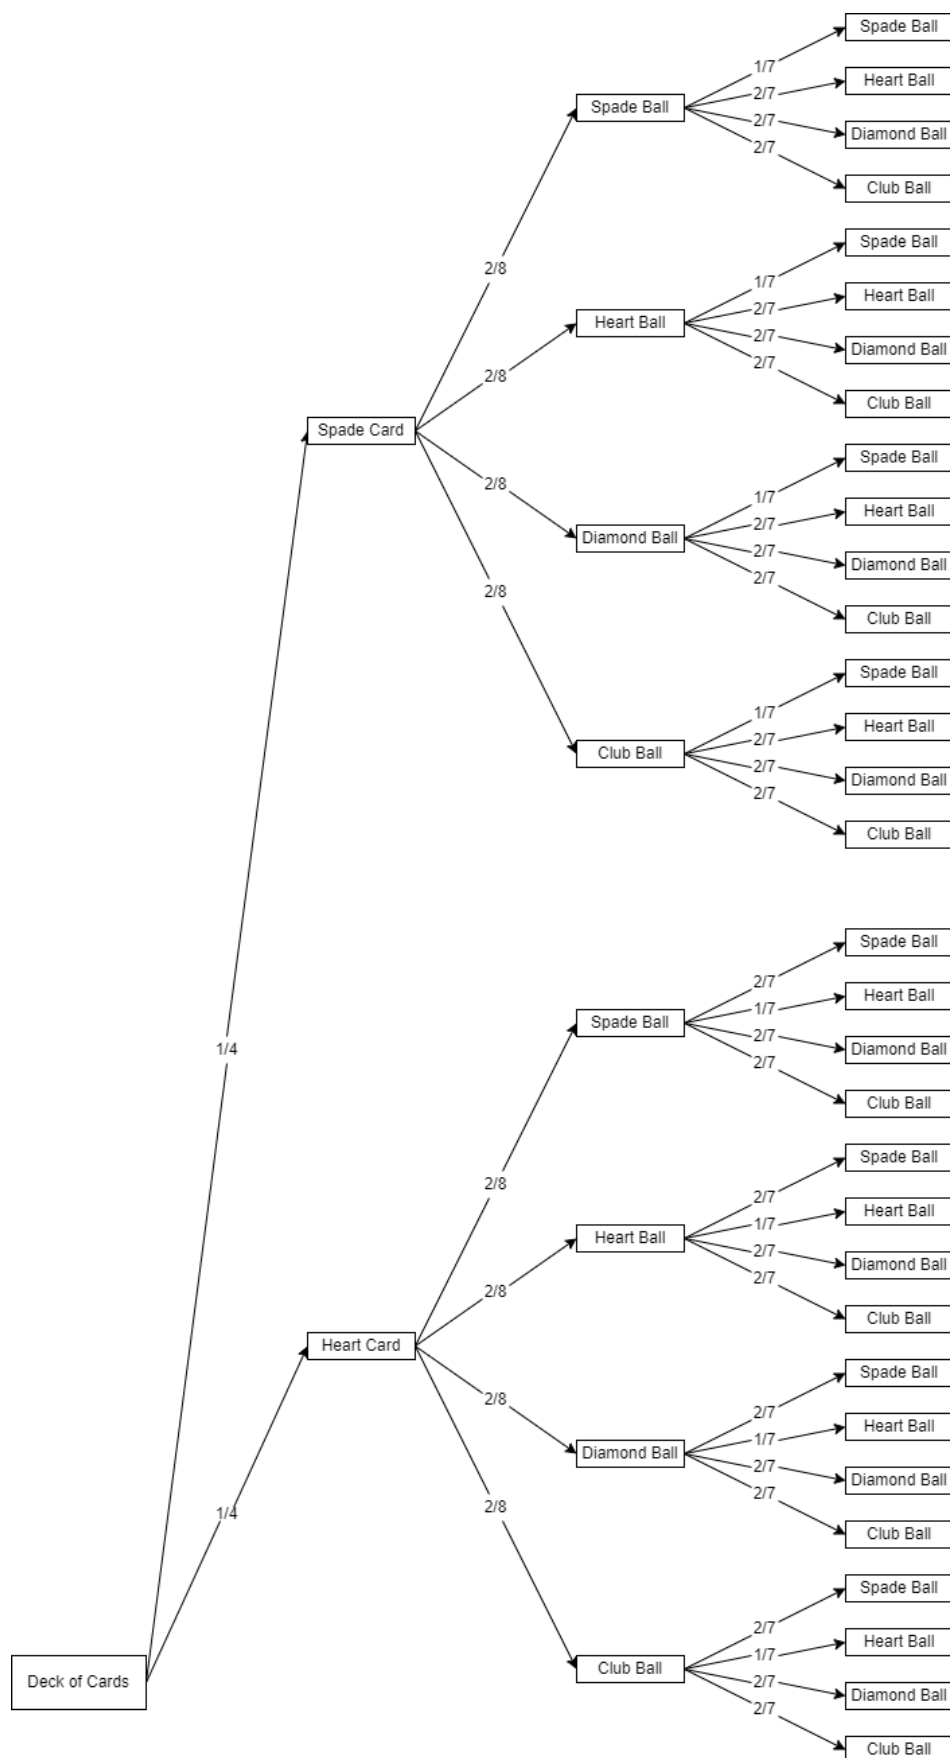 Spade Ball
1/7
Heart Ball
2/7
Spade Ball
2/7
Diamond Ball
2/7
Club Ball
Spade Ball
2/8
1/7
Heart Ball
2/7
Heart Ball
2/7
Diamond Ball
2/7
2/8
Club Ball
Spade Card
Spade Ball
2/8
1/7
Heart Ball
2/7
Diamond Ball
2/7
Diamond Ball
2/7
2/8
Club Ball
Spade Ball
1/7
Heart Ball
2/7
Club Ball
2/7
Diamond Ball
2/7
Club Ball
Spade Ball
2/7
Heart Ball
1/7
Spade Ball
2/7
Diamond Ball
1/4
2/7
Club Ball
Spade Ball
2/8
2/7
Heart Ball
1/7
Heart Ball
2/7
Diamond Ball
2/7
2/8
Club Ball
Heart Card
Spade Ball
2/8
2/7
Heart Ball
1/7
Diamond Ball
2/7
Diamond Ball
2/7
2/8
1/4
Club Ball
Spade Ball
2/7
Heart Ball
1/7
Club Ball
2/7
Deck of Cards
Diamond Ball
2/7
Club Ball